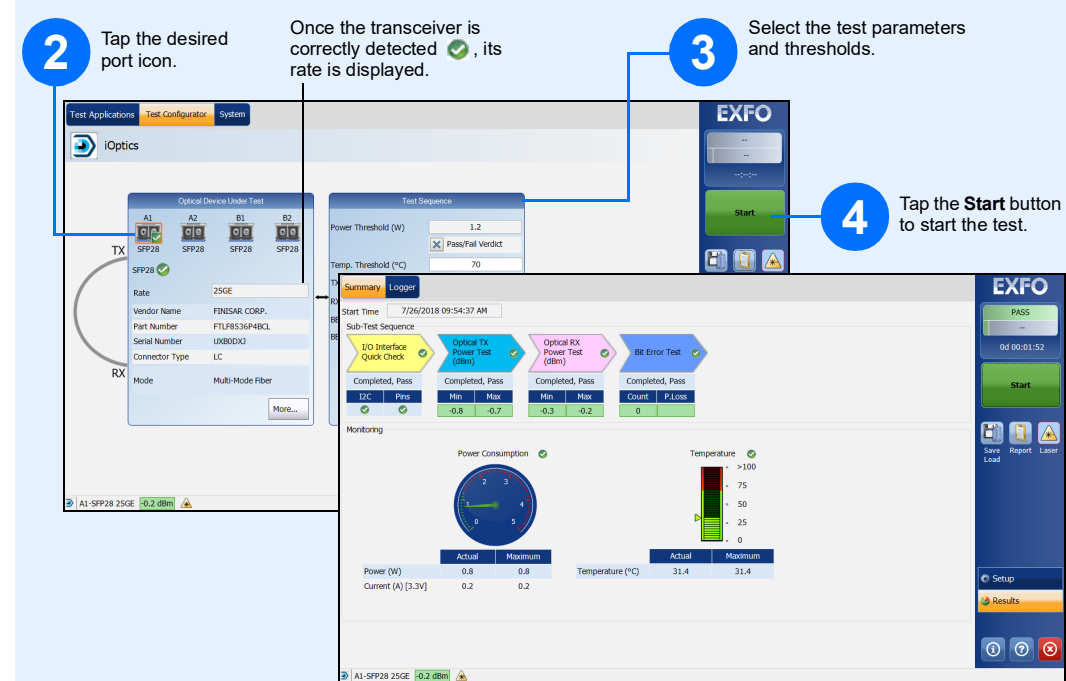 2
Tap the desired
port icon.
Once the transceiver is
correctly detected , its
rate is displayed.
3
Select the test parameters
and thresholds.
Test Applications Test Configurator System
EXFO
iOptics
--
--
--:--:--
Optical Device Under Test
A1 A2 B1 B2
SFP28 SFP28 SFP28 SFP28
TX
SFP28
Rate 25GE
Vendor Name FINISAR CORP.
Part Number FTLF8536P4BCL
Serial Number UXB0DXJ
Connector Type LC
RX
Mode Multi-Mode Fiber
More...
Test Sequence
Power Threshold (W) 1.2
Pass/Fail Verdict
Temp. Threshold (°C) 70
Start
4
Tap the Start button
to start the test.
A1-SFP28 25GE -0.2 dBm
Summary Logger
EXFO
Start Time 7/26/2018 09:54:37 AM
Sub-Test Sequence
I/O Interface
Quick Check
Optical TX
Power Test
(dBm)
Optical RX
Power Test
(dBm)
Bit Error Test
Completed, Pass Completed, Pass Completed, Pass Completed, Pass
I2C Pins Min Max Min Max Count P.Loss
-0.8 -0.7 -0.3 -0.2 0
Monitoring
Power Consumption
0 1 2 3 4 5
Temperature
>100
75
50
25
0
Actual Maximum Actual Maximum
Power (W) 0.8 0.8 Temperature (°C) 31.4 31.4
Current (A) [3.3V] 0.2 0.2
PASS
--
0d 00:01:52
Start
Save
Load
Report
Laser
Setup
Results
A1-SFP28 25GE -0.2 dBm